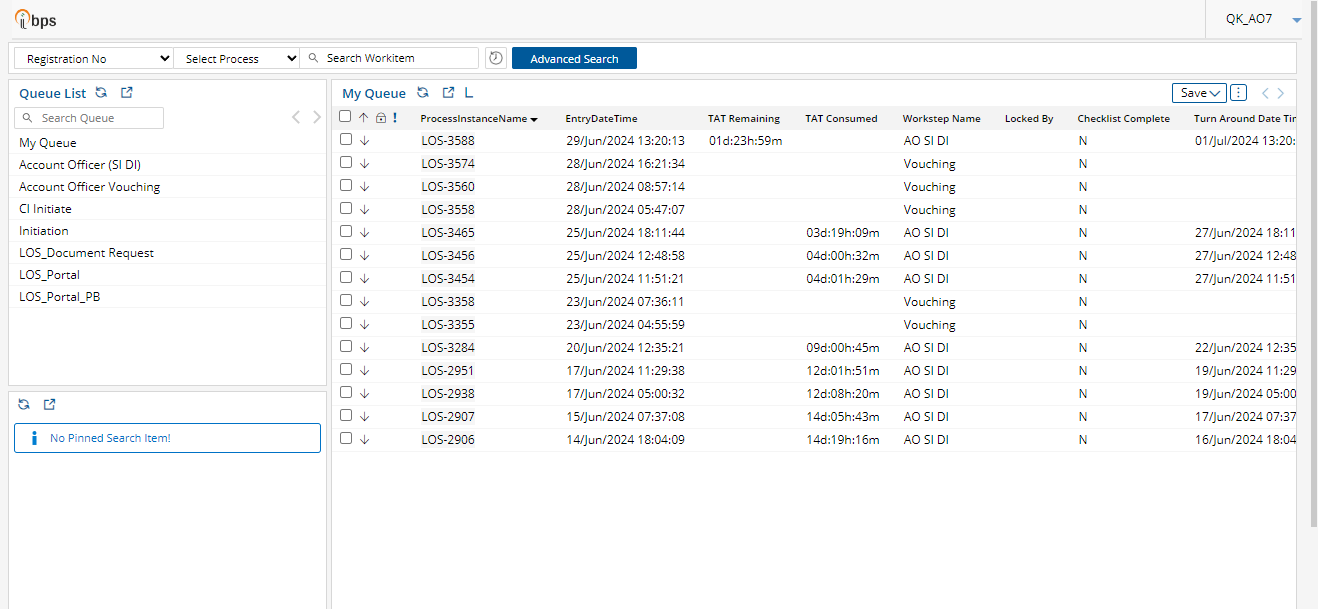 ibps
QK_AO7
Registration No
Select Process
Search Workitem
Advanced Search
Queue List
Search Queue
My Queue
Account Officer (SI DI)
Account Officer Vouching
CI Initiate
Initiation
LOS_Document Request
LOS_Portal
LOS_Portal_PB
No Pinned Search Item!
My Queue L Save
ProcessInstanceName EntryDateTime TAT Remaining TAT Consumed Workstep Name Locked By Checklist Complete Turn Around Date Tir
LOS-3588 29/Jun/2024 13:20:13 01d:23h:59m AO SI DI N 01/Jul/2024 13:20:
LOS-3574 28/Jun/2024 16:21:34 Vouching N
LOS-3560 28/Jun/2024 08:57:14 Vouching N
LOS-3558 28/Jun/2024 05:47:07 Vouching N
LOS-3465 25/Jun/2024 18:11:44 03d:19h:09m AO SI DI N 27/Jun/2024 18:11
LOS-3456 25/Jun/2024 12:48:58 04d:00h:32m AO SI DI N 27/Jun/2024 12:48
LOS-3454 25/Jun/2024 11:51:21 04d:01h:29m AO SI DI N 27/Jun/2024 11:51
LOS-3358 23/Jun/2024 07:36:11 Vouching N
LOS-3355 23/Jun/2024 04:55:59 Vouching N
LOS-3284 20/Jun/2024 12:35:21 09d:00h:45m AO SI DI N 22/Jun/2024 12:35
LOS-2951 17/Jun/2024 11:29:38 12d:01h:51m AO SI DI N 19/Jun/2024 11:29
LOS-2938 17/Jun/2024 05:00:32 12d:08h:20m AO SI DI N 19/Jun/2024 05:00
LOS-2907 15/Jun/2024 07:37:08 14d:05h:43m AO SI DI N 17/Jun/2024 07:37
LOS-2906 14/Jun/2024 18:04:09 14d:19h:16m AO SI DI N 16/Jun/2024 18:04